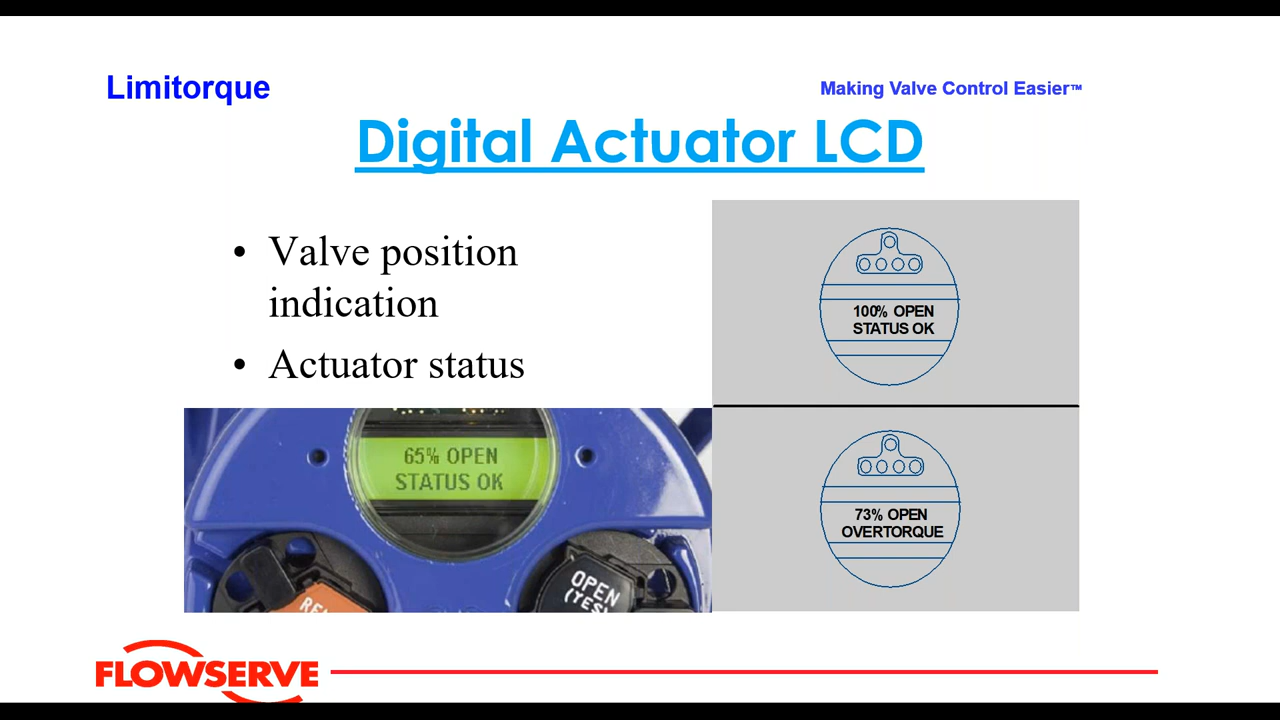 Limitorque
Making Valve Control Easier™
Digital Actuator LCD
• Valve position
indication
• Actuator status
65% OPEN
STATUS OK
OPEN
100% OPEN
STATUS OK
73% OPEN
OVERTORQUE
FLOWSERVE